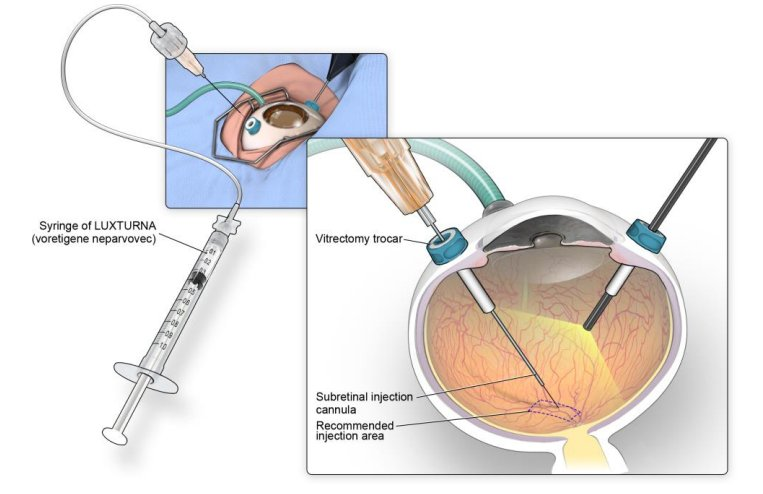 Syringe of LUXTURNA
(voretigene neparvovec)
Vitrectomy trocar
Subretinal injection
cannula
Recommended
injection area